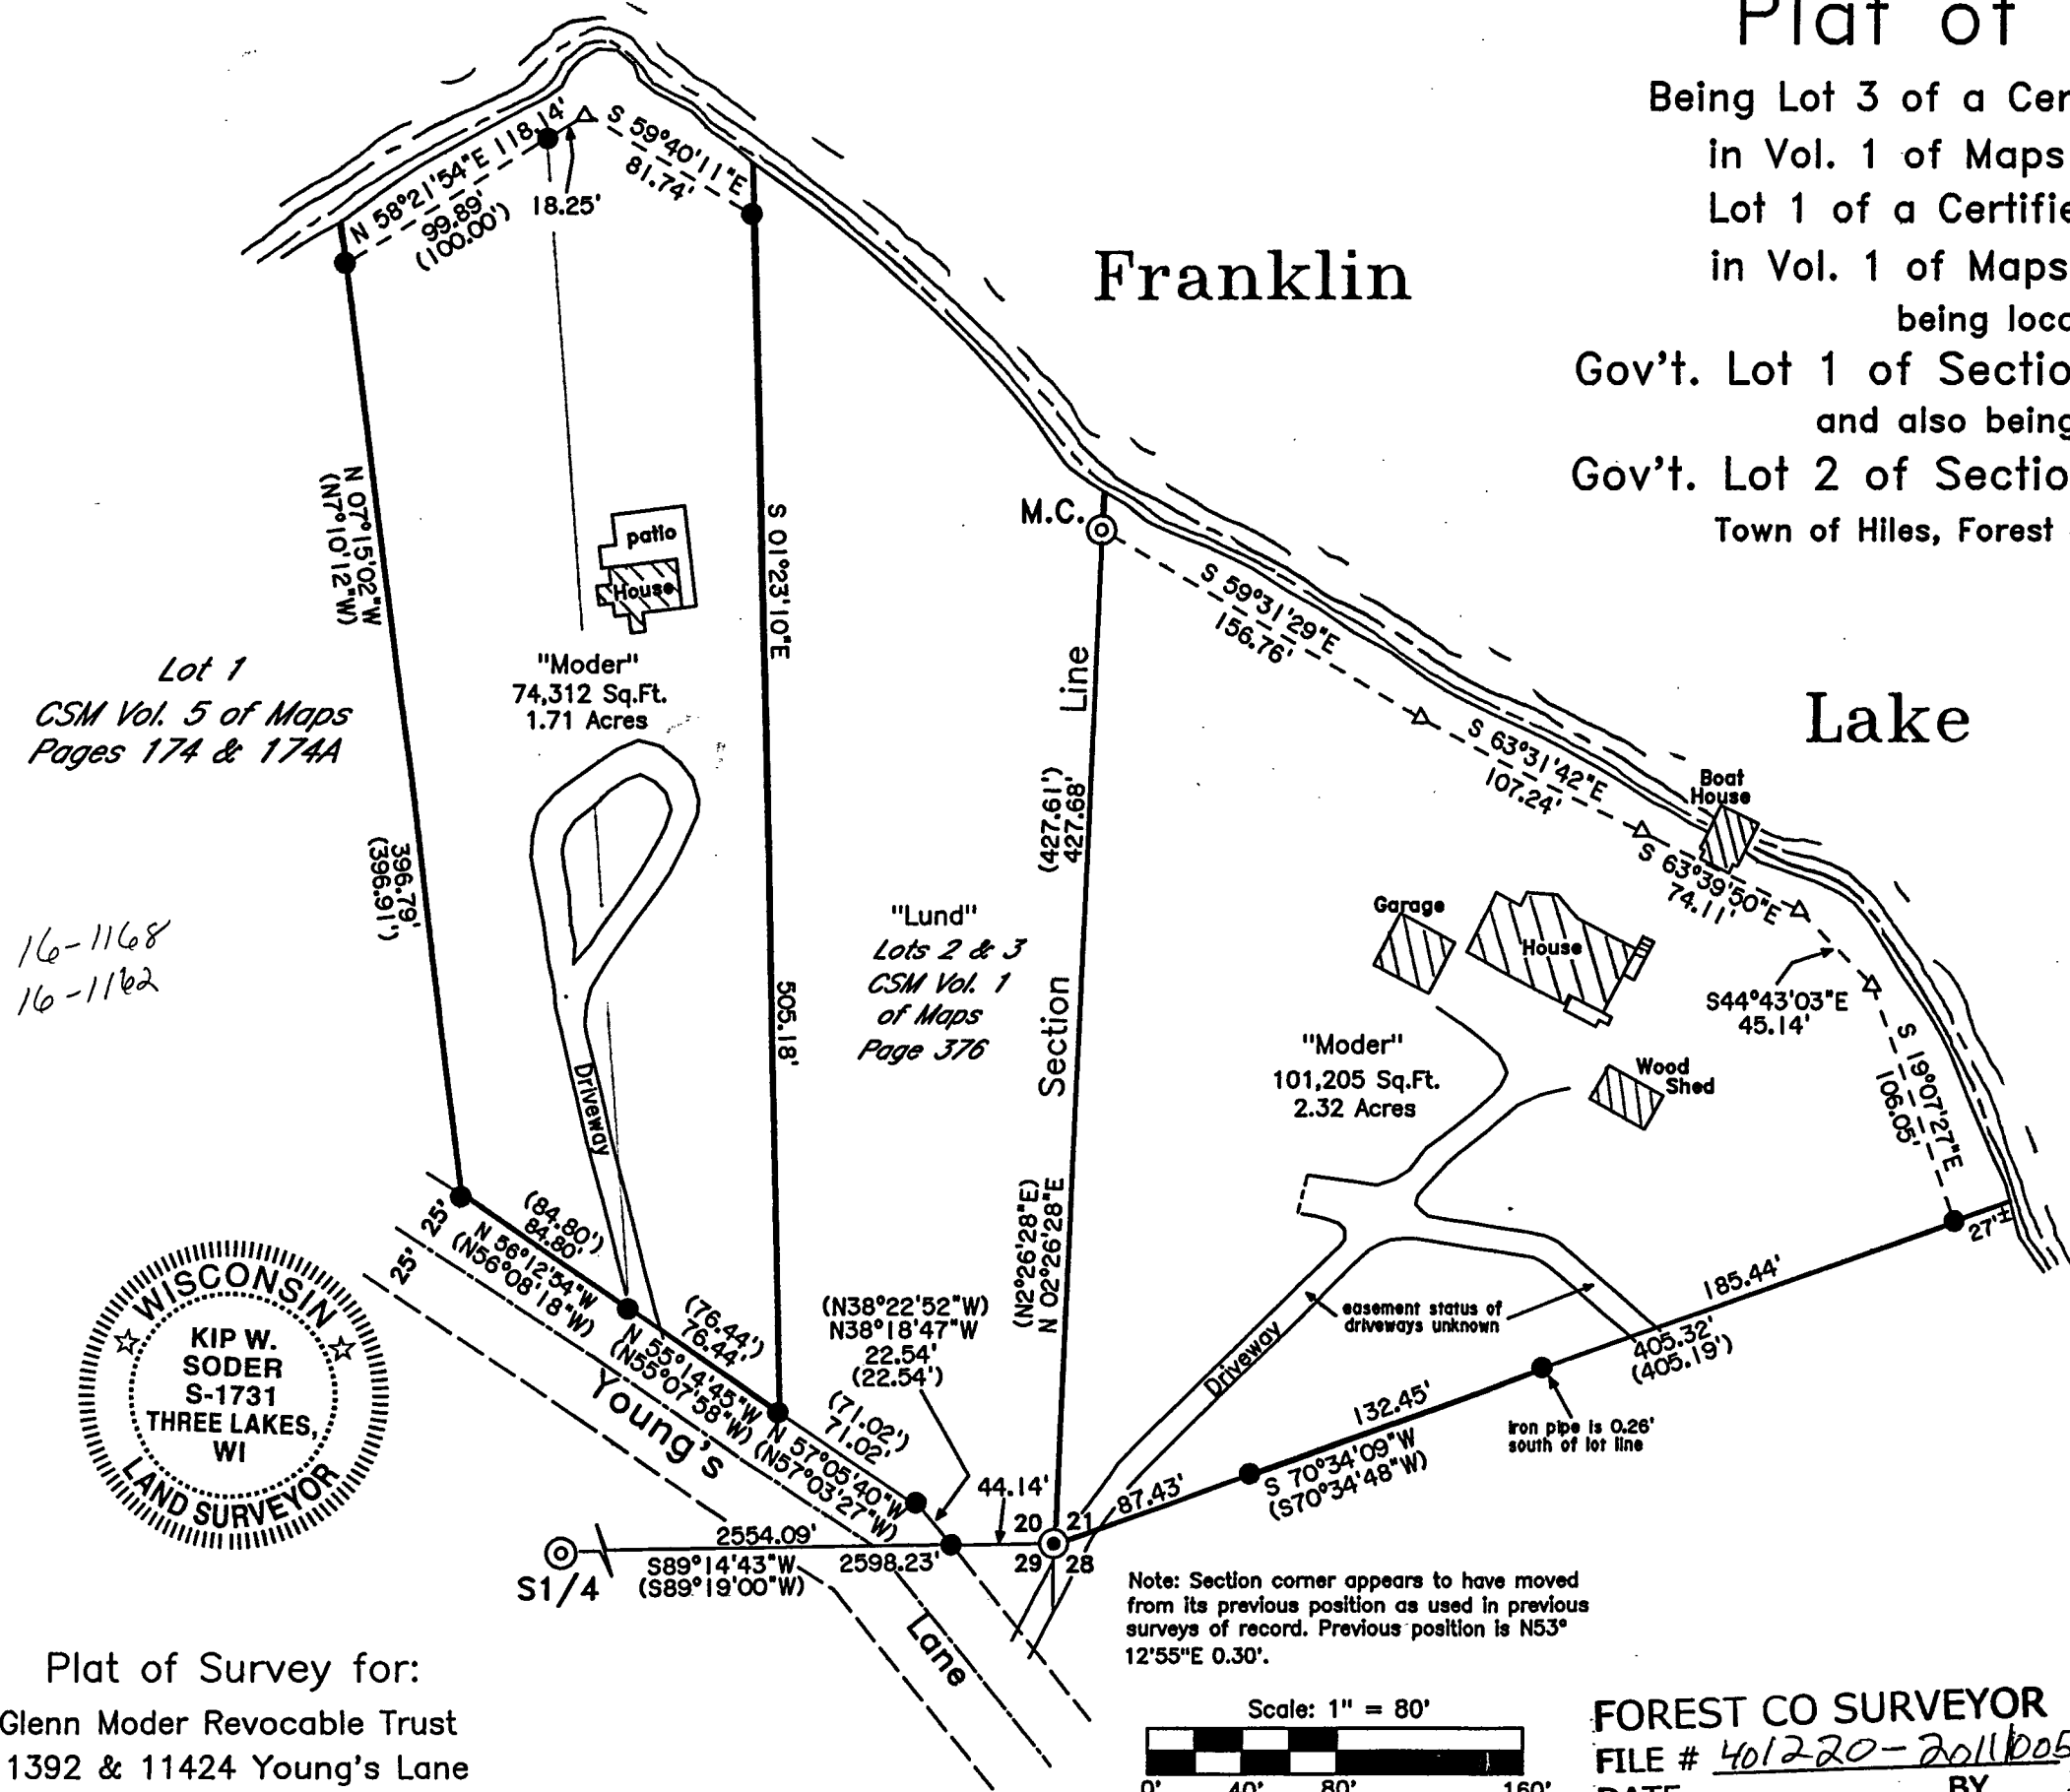 Plat of
Being Lot 3 of a Cer
in Vol. 1 of Maps
Lot 1 of a Certifie
in Vol. 1 of Maps
being loca
Gov't. Lot 1 of Sectio
and also being
Gov't. Lot 2 of Sectio
Town of Hiles, Forest
Franklin
Lake
N 58°21'54"E 118.14'
99.89'
(100.00')
18.25'
S 59°40'11"E
81.74'
N 07°15'02"W
(N7°10'12"W)
396.79'
(396.91')
S 01°23'10"E
505.18'
patio
House
"Moder"
74,312 Sq.Ft.
1.71 Acres
Driveway
Lot 1
CSM Vol. 5 of Maps
Pages 174 & 174A
16-1168
16-1162
"Lund"
Lots 2 & 3
CSM Vol. 1
of Maps
Page 376
M.C.
Section Line
(427.61')
427.68'
(N2°26'28"E)
N 02°26'28"E
S 59°31'29"E
156.76'
S 63°31'42"E
107.24'
Boat
House
S 63°39'50"E
74.11'
S44°43'03"E
45.14'
S 19°07'27"E
106.05'
27'±
Garage
House
Wood
Shed
"Moder"
101,205 Sq.Ft.
2.32 Acres
easement status of
driveways unknown
Driveway
185.44'
405.32'
(405.19')
132.45'
S 70°34'09"W
(S70°34'48"W)
87.43'
iron pipe is 0.26'
south of lot line
25'
25'
(84.80')
84.80'
N 56°12'54"W
(N56°08'18"W)
(76.44')
76.44'
N 55°14'45"W
(N55°07'58"W)
(71.02')
71.02'
N 57°05'40"W
(N57°03'27"W)
(N38°22'52"W)
N38°18'47"W
22.54'
(22.54')
44.14'
20 21
29 28
2554.09'
S89°14'43"W 2598.23'
(S89°19'00"W)
S1/4
Young's
Lane
WISCONSIN
KIP W.
SODER
S-1731
THREE LAKES,
WI
LAND SURVEYOR
Note: Section corner appears to have moved
from its previous position as used in previous
surveys of record. Previous position is N53°
12'55"E 0.30'.
Plat of Survey for:
Glenn Moder Revocable Trust
1392 & 11424 Young's Lane
Scale: 1" = 80'
0' 40' 80' 160'
FOREST CO SURVEYOR
FILE # 401220-2011005
DATE BY